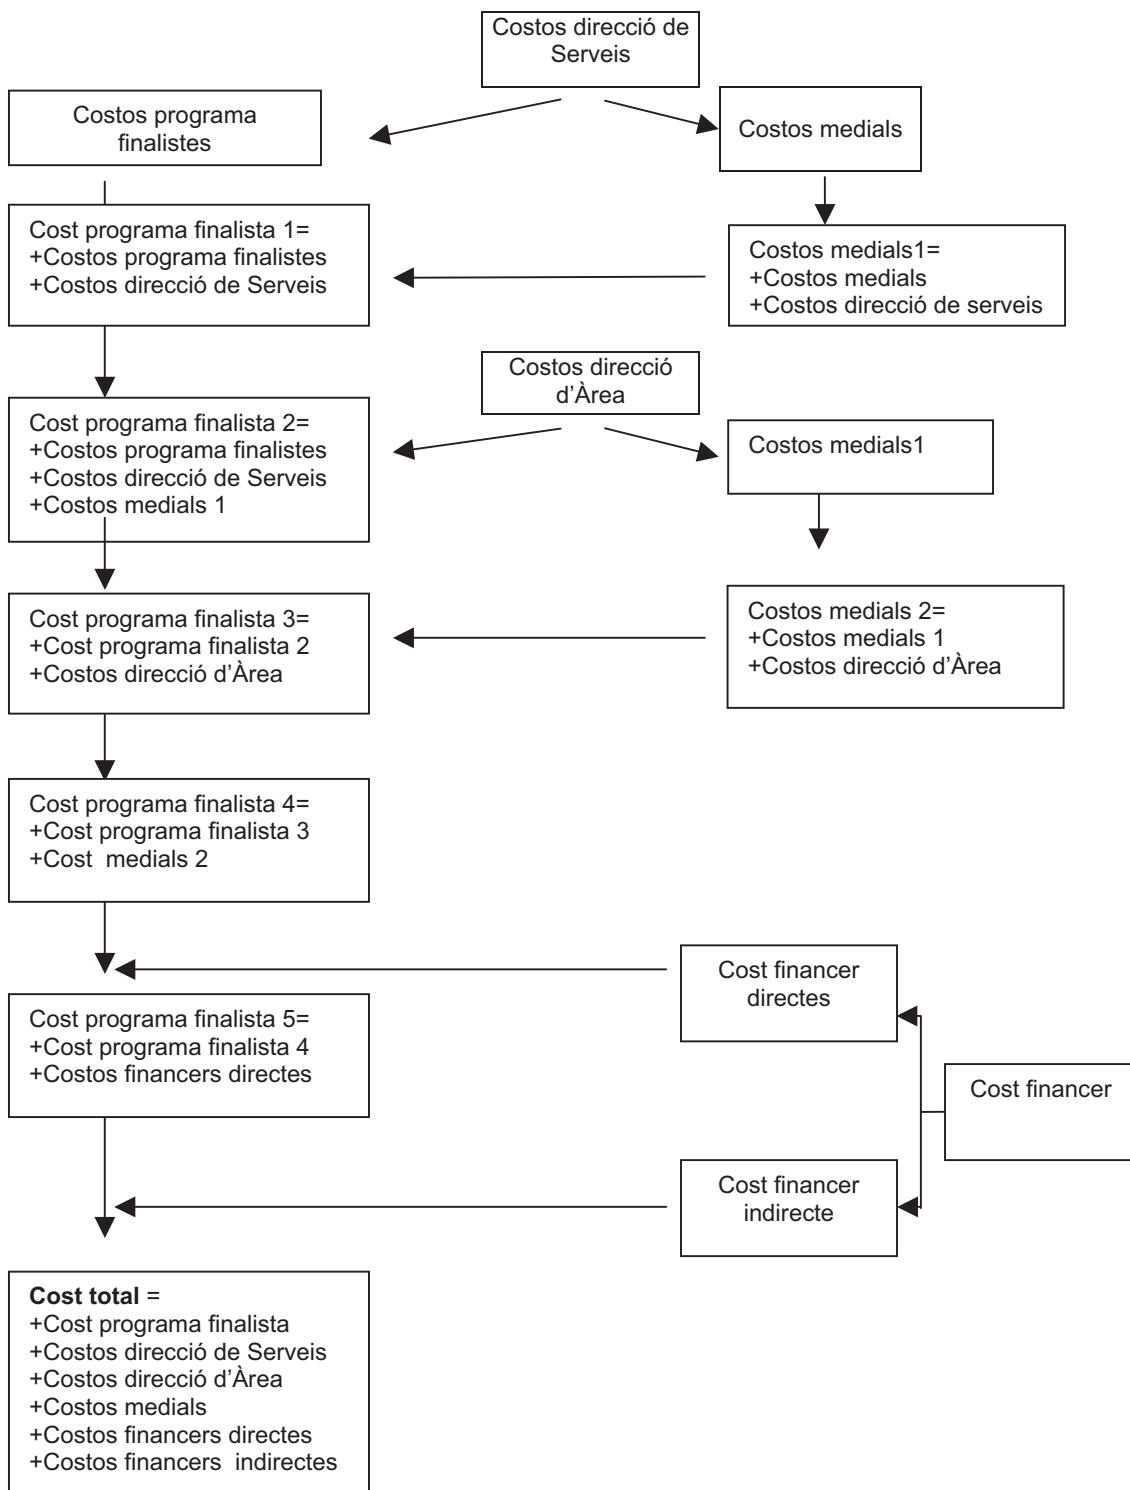 Costos direcció de
Serveis
Costos programa
finalistes
Costos medials
Cost programa finalista 1=
+Costos programa finalistes
+Costos direcció de Serveis
Costos medials1=
+Costos medials
+Costos direcció de serveis
Costos direcció
d'Àrea
Cost programa finalista 2=
+Costos programa finalistes
+Costos direcció de Serveis
+Costos medials 1
Costos medials1
Cost programa finalista 3=
+Cost programa finalista 2
+Costos direcció d'Àrea
Costos medials 2=
+Costos medials 1
+Costos direcció d'Àrea
Cost programa finalista 4=
+Cost programa finalista 3
+Cost  medials 2
Cost financer
directes
Cost programa finalista 5=
+Cost programa finalista 4
+Costos financers directes
Cost financer
Cost financer
indirecte
Cost total =
+Cost programa finalista
+Costos direcció de Serveis
+Costos direcció d'Àrea
+Costos medials
+Costos financers directes
+Costos financers  indirectes